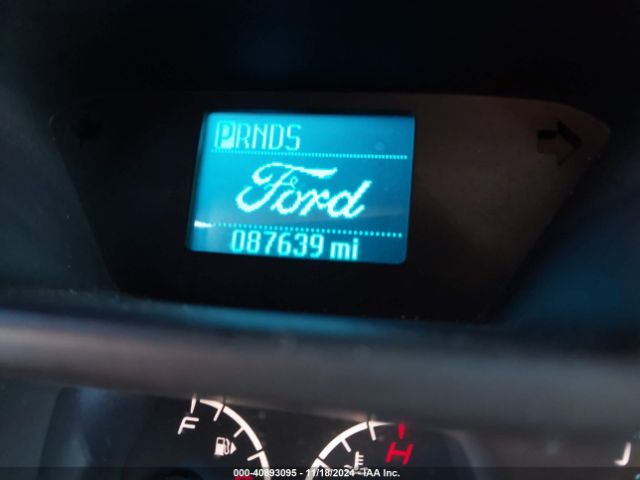 PRNDS
Ford
087639 mi
F
H
000-40893095 - 11/18/2024 - IAA Inc.